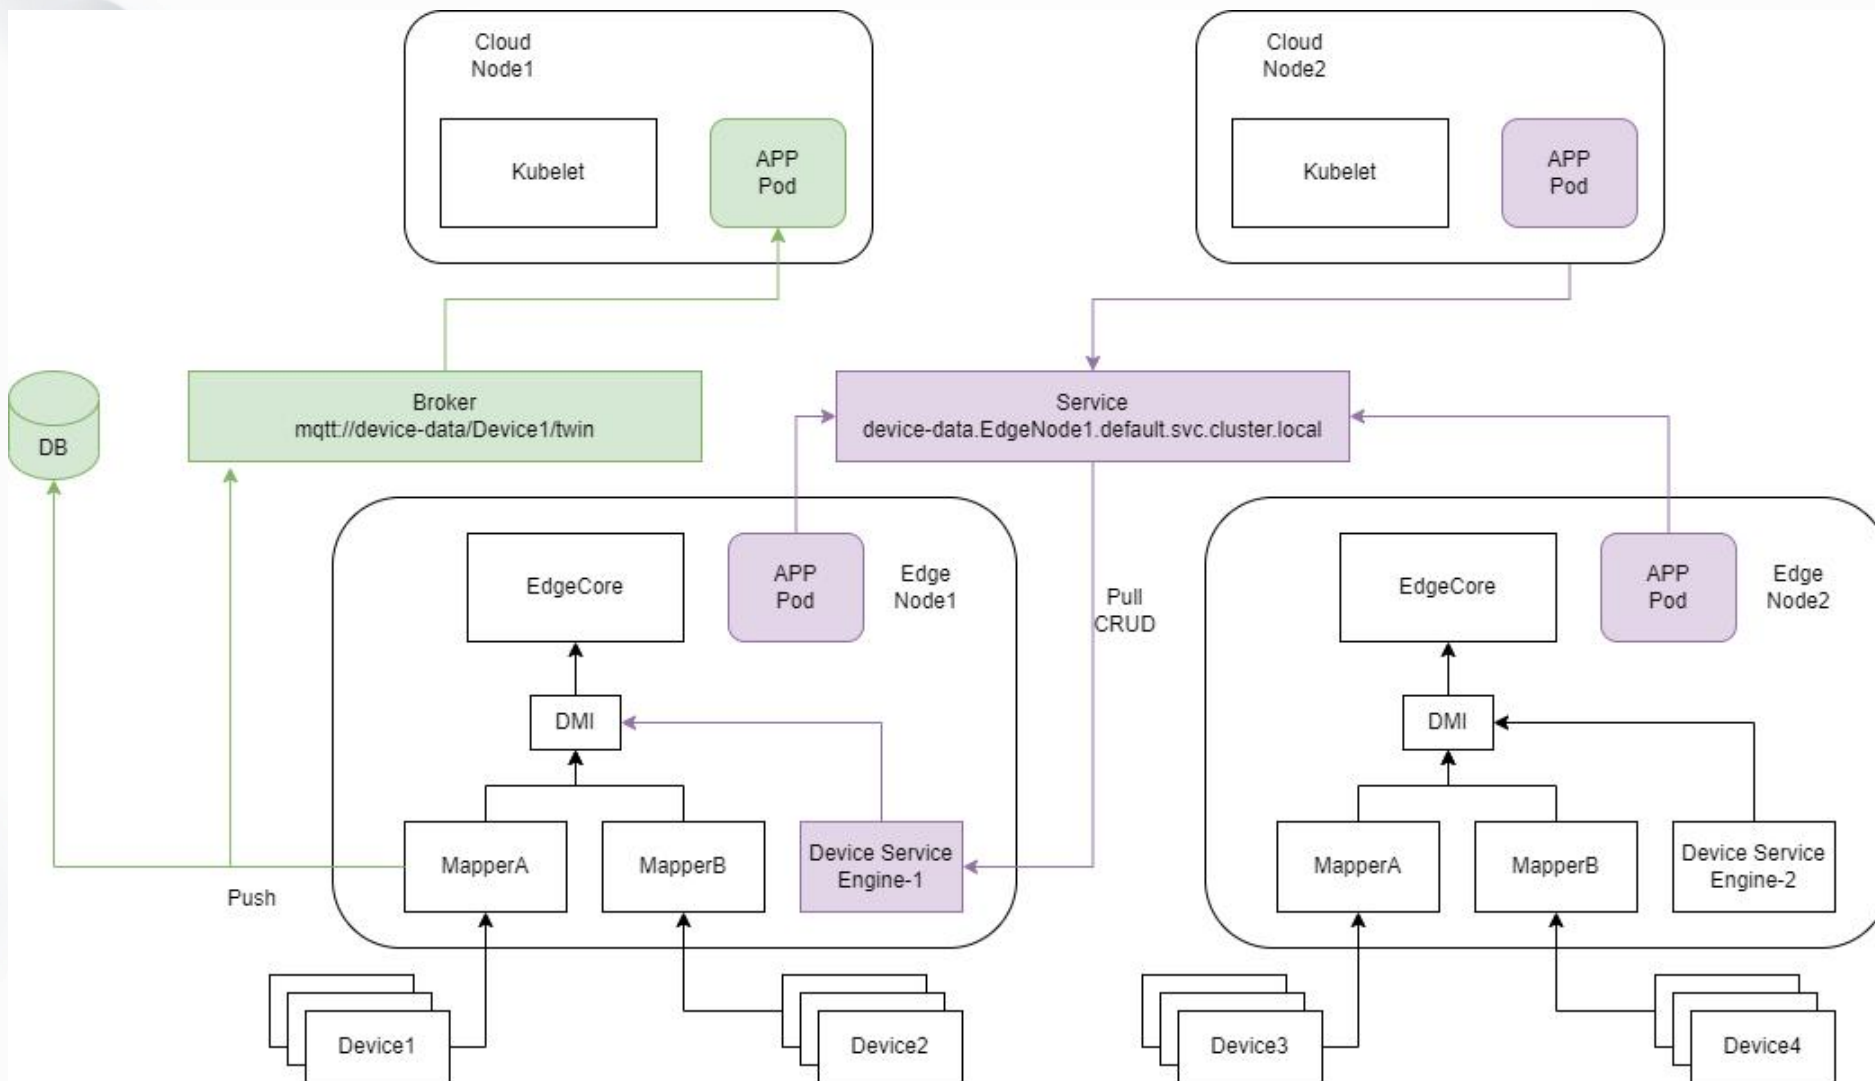 Cloud
Node1
Kubelet
APP
Pod
Cloud
Node2
Kubelet
APP
Pod
DB
Broker
mqtt://device-data/Device1/twin
Service
device-data.EdgeNode1.default.svc.cluster.local
EdgeCore
APP
Pod
Edge
Node1
Pull
CRUD
EdgeCore
APP
Pod
Edge
Node2
DMI
DMI
MapperA
MapperB
Device Service
Engine-1
MapperA
MapperB
Device Service
Engine-2
Push
Device1
Device2
Device3
Device4